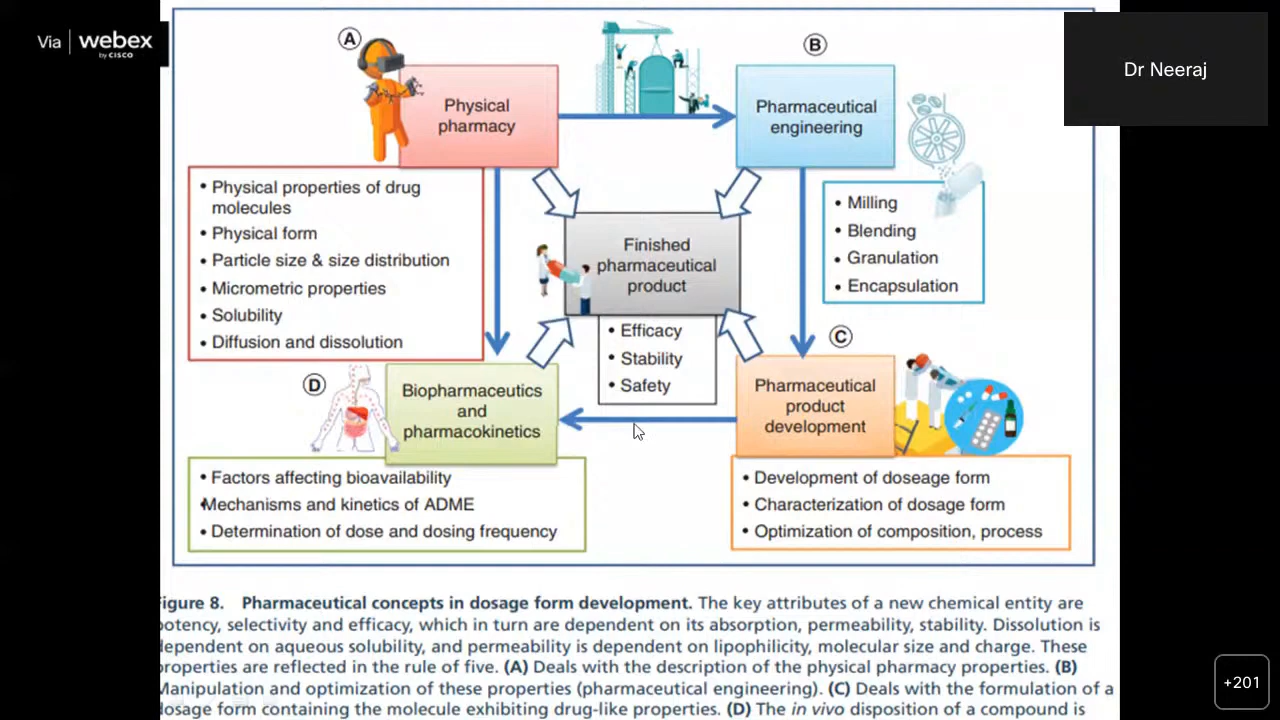 Via webex
by CISCO
Dr Neeraj
A
Physical
pharmacy
B
Pharmaceutical
engineering
• Physical properties of drug
molecules
• Physical form
• Particle size & size distribution
• Micrometric properties
• Solubility
• Diffusion and dissolution
Finished
pharmaceutical
product
• Efficacy
• Stability
• Safety
• Milling
• Blending
• Granulation
• Encapsulation
C
Pharmaceutical
product
development
D
Biopharmaceutics
and
pharmacokinetics
• Factors affecting bioavailability
•Mechanisms and kinetics of ADME
• Determination of dose and dosing frequency
• Development of doseage form
• Characterization of dosage form
• Optimization of composition, process
igure 8. Pharmaceutical concepts in dosage form development. The key attributes of a new chemical entity are
potency, selectivity and efficacy, which in turn are dependent on its absorption, permeability, stability. Dissolution is
dependent on aqueous solubility, and permeability is dependent on lipophilicity, molecular size and charge. These
properties are reflected in the rule of five. (A) Deals with the description of the physical pharmacy properties. (B)
Manipulation and optimization of these properties (pharmaceutical engineering). (C) Deals with the formulation of a
dosage form containing the molecule exhibiting drug-like properties. (D) The in vivo disposition of a compound is
+201